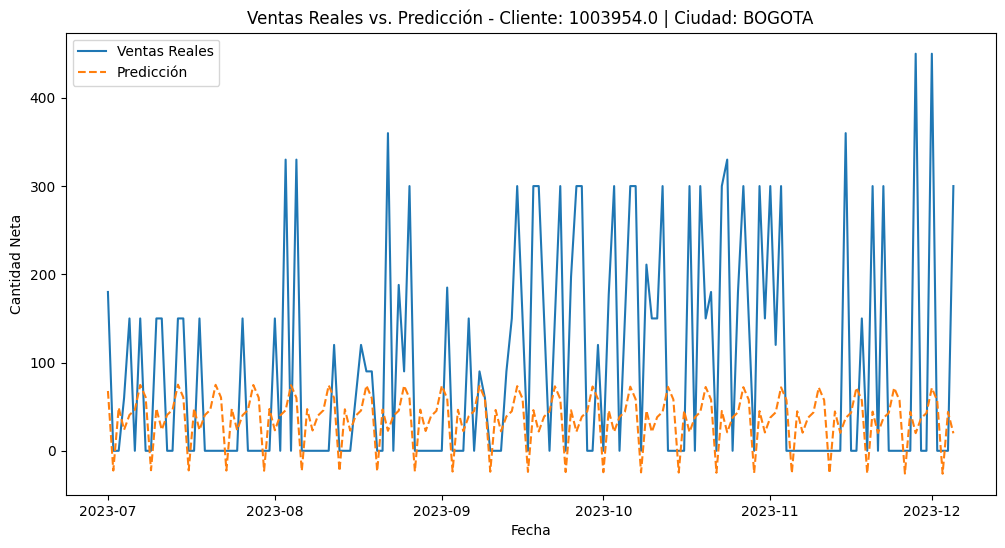 Ventas Reales vs. Predicción - Cliente: 1003954.0 | Ciudad: BOGOTA
Ventas Reales
Predicción
Cantidad Neta
400
300
200
100
0
2023-07
2023-08
2023-09
2023-10
2023-11
2023-12
Fecha